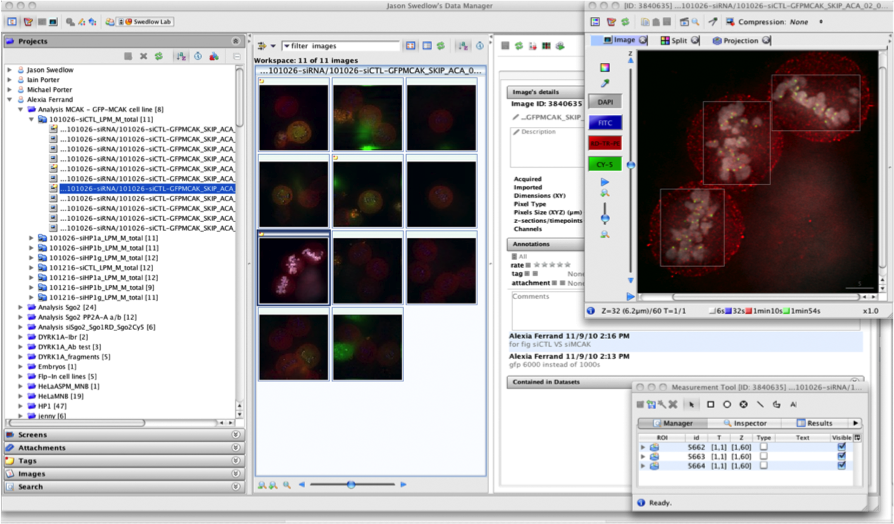 Jason Swedlow's Data Manager
Swedlow Lab
Projects
Jason Swedlow
Iain Porter
Michael Porter
Alexia Ferrand
Analysis MCAK - GFP-MCAK cell line [8]
101026-siCTL_LPM_M_total [11]
...101026-siRNA/101026-siCTL-GFPMCAK_SKIP_ACA_
...101026-siRNA/101026-siCTL-GFPMCAK_SKIP_ACA_
...101026-siRNA/101026-siCTL-GFPMCAK_SKIP_ACA_
...101026-siRNA/101026-siCTL-GFPMCAK_SKIP_ACA_
...101026-siRNA/101026-siCTL-GFPMCAK_SKIP_ACA_
...101026-siRNA/101026-siCTL-GFPMCAK_SKIP_ACA_
...101026-siRNA/101026-siCTL-GFPMCAK_SKIP_ACA_
...101026-siRNA/101026-siCTL-GFPMCAK_SKIP_ACA_
...101026-siRNA/101026-siCTL-GFPMCAK_SKIP_ACA_
...101026-siRNA/101026-siCTL-GFPMCAK_SKIP_ACA_
...101026-siRNA/101026-siCTL-GFPMCAK_SKIP_ACA_
101026-siHP1a_LPM_M_total [11]
101026-siHP1b_LPM_M_total [11]
101026-siHP1g_LPM_M_total [12]
101216-siCTL_LPM_M_total [12]
101216-siHP1a_LPM_M_total [12]
101216-siHP1b_LPM_M_total [9]
101216-siHP1g_LPM_M_total [11]
Analysis Sgo2 [24]
Analysis Sgo2 PP2A-A a/b [12]
Analysis siSgo2_Sgo1RD_Sgo2Cy5 [6]
DYRK1A-Ibr [2]
DYRK1A_Ab test [3]
DYRK1A_fragments [5]
Embryos [1]
Flp-In cell lines [5]
HeLaASPM_MNB [1]
HeLaMNB [19]
HP1 [47]
jenny [6]
Screens
Attachments
Tags
Images
Search
filter images
Workspace: 11 of 11 images
...101026-siRNA/101026-siCTL-GFPMCAK_SKIP_ACA_0...
Image's details
Image ID: 3840635
...-GFPMCAK_SKIP_
Description
Acquired
Imported
Dimensions (XY)
Pixel Type
Pixels Size (XYZ) (µm)
z-sections/timepoints
Channels
Annotations
All
rate
tag
None
attachment
None
Comments
Alexia Ferrand 11/9/10 2:16 PM
for fig siCTL VS siMCAK
Alexia Ferrand 11/9/10 2:13 PM
gfp 6000 instead of 1000s
Contained in Datasets
[ID: 3840635] ...-siRNA/101026-siCTL-GFPMCAK_SKIP_ACA_02_0
Compression: None
Image
Split
Projection
Z
DAPI
FITC
CY-5
5
Z=32 (6.2µm)/60 T=1/1
6s
32s
1min10s
1min54s
x1.0
Measurement Tool [ID: 3840635] ...101026-siRNA/1
Manager
Inspector
Results
ROI id T Z Type Text Visible
5662 [1,1] [1,60]
5663 [1,1] [1,60]
5664 [1,1] [1,60]
Ready.